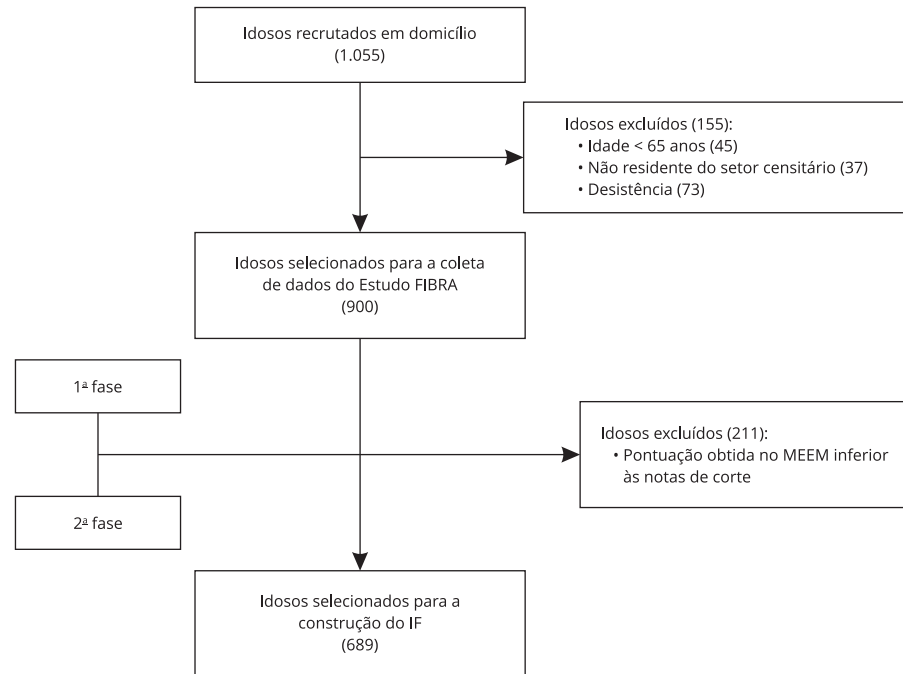 Idosos recrutados em domicílio
(1.055)
Idosos excluídos (155):
• Idade < 65 anos (45)
• Não residente do setor censitário (37)
• Desistência (73)
Idosos selecionados para a coleta
de dados do Estudo FIBRA
(900)
1ª fase
Idosos excluídos (211):
• Pontuação obtida no MEEM inferior
às notas de corte
2ª fase
Idosos selecionados para a
construção do IF
(689)